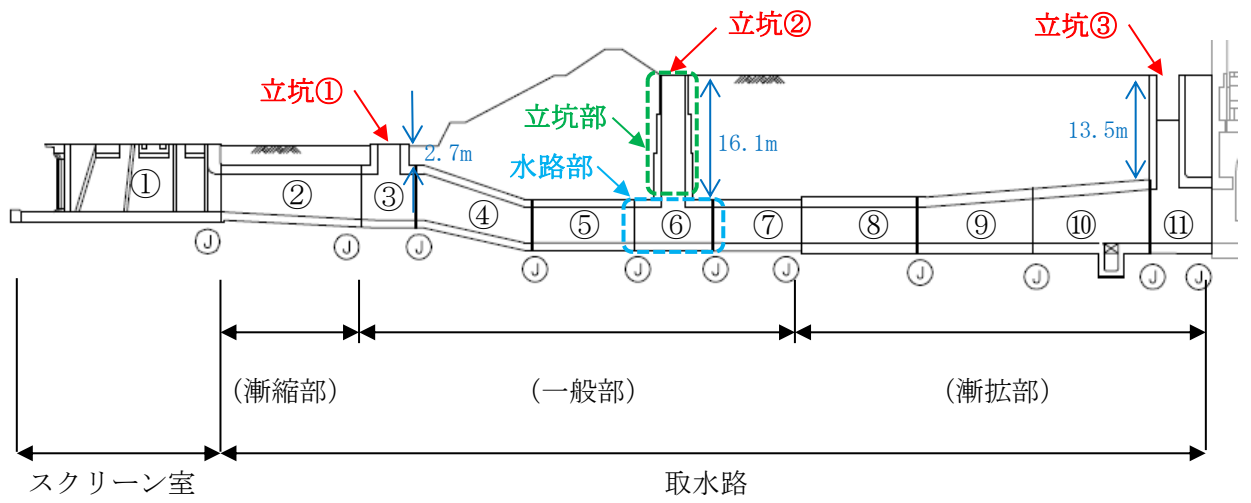 立坑②
立坑③
立坑①
立坑部
2.7m
16.1m
13.5m
水路部
① ② ③ ④ ⑤ ⑥ ⑦ ⑧ ⑨ ⑩ ⑪
J J J J J J J J J J
(漸縮部) (一般部) (漸拡部)
スクリーン室 取水路